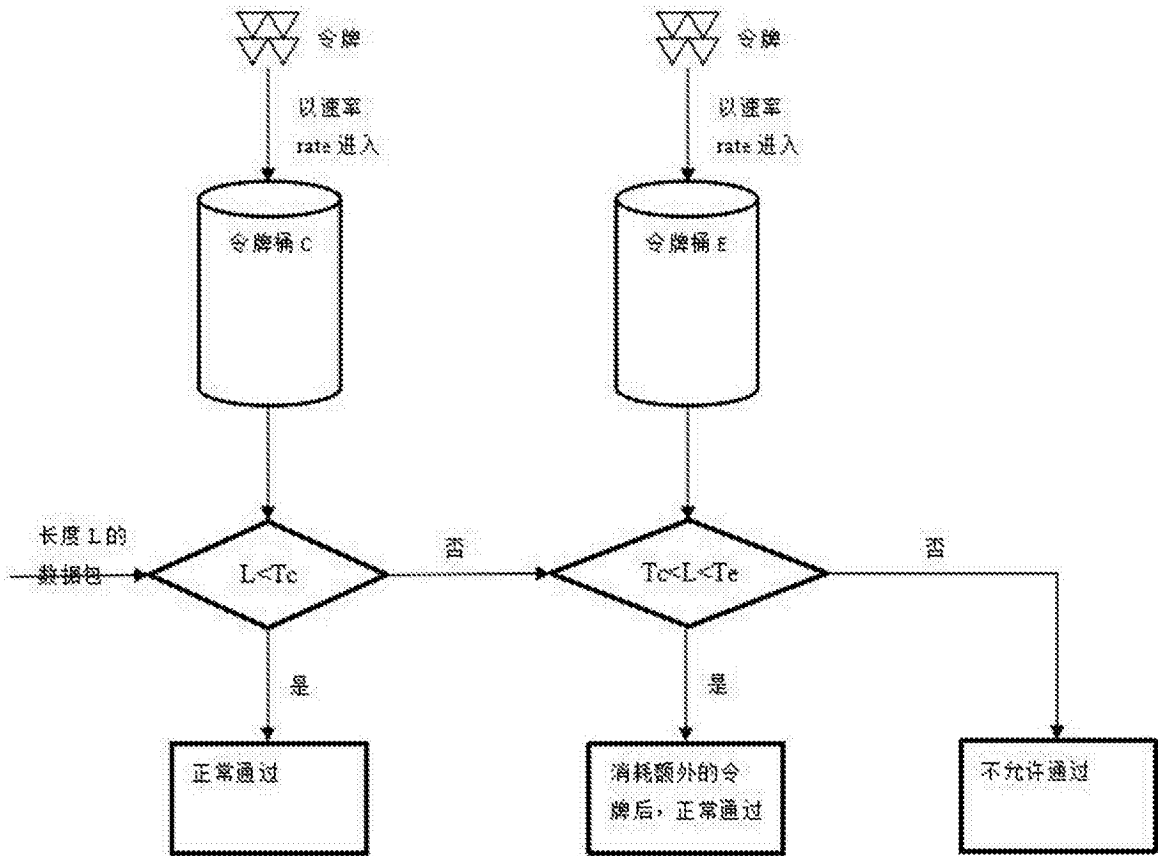 令牌
令牌
以速率
rate 进入
以速率
rate 进入
令牌桶 C
令牌桶 E
长度 L 的
数据包
L<Tc
否
Tc<L<Te
否
是
是
正常通过
消耗额外的令
牌后，正常通过
不允许通过